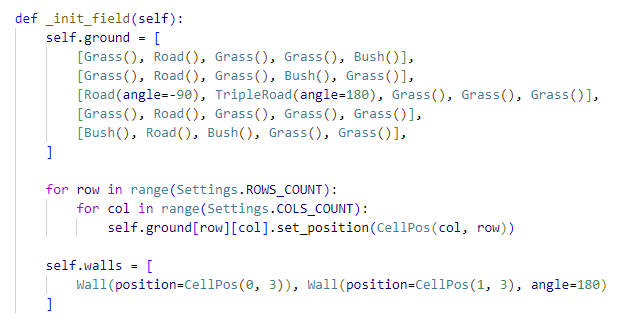 def _init_field(self):
    self.ground = [
        [Grass(), Road(), Grass(), Grass(), Bush()],
        [Grass(), Road(), Grass(), Bush(), Grass()],
        [Road(angle=-90), TripleRoad(angle=180), Grass(), Grass(), Grass()],
        [Grass(), Road(), Grass(), Grass(), Grass()],
        [Bush(), Road(), Bush(), Grass(), Grass()],
    ]

    for row in range(Settings.ROWS_COUNT):
        for col in range(Settings.COLS_COUNT):
            self.ground[row][col].set_position(CellPos(col, row))

    self.walls = [
        Wall(position=CellPos(0, 3)), Wall(position=CellPos(1, 3), angle=180)
    ]